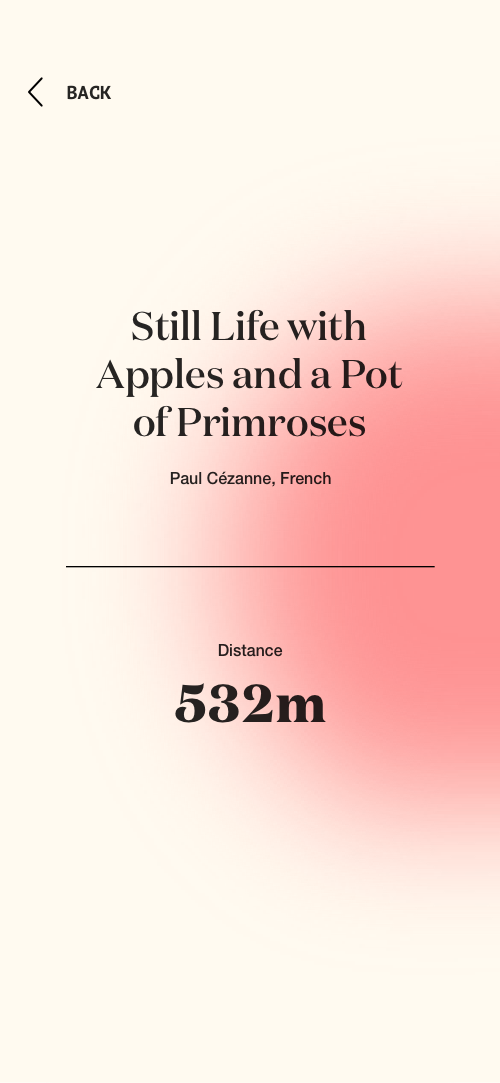 BACK
Still Life with
Apples and a Pot
of Primroses
Paul Cézanne, French
Distance
532m